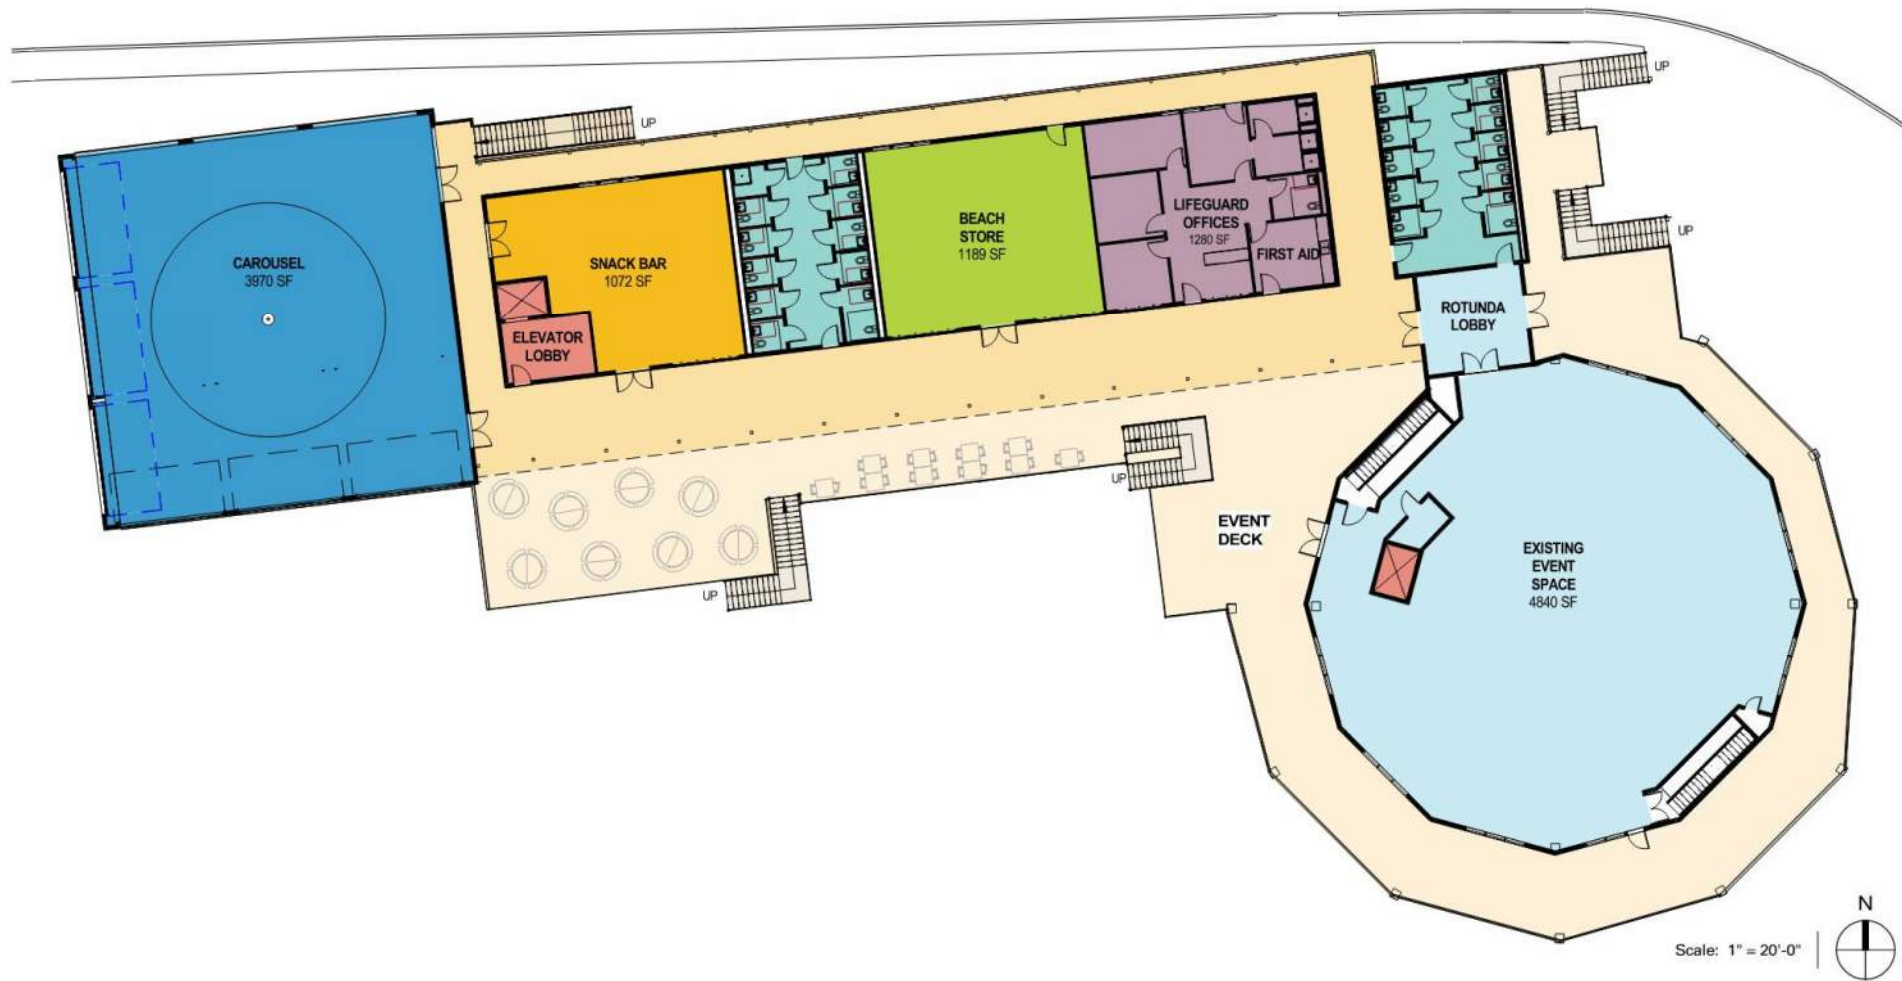 UP
UP
UP
CAROUSEL
3970 SF
SNACK BAR
1072 SF
ELEVATOR
LOBBY
BEACH
STORE
1189 SF
LIFEGUARD
OFFICES
1280 SF
FIRST AID
ROTUNDA
LOBBY
UP
UP
EVENT
DECK
EXISTING
EVENT
SPACE
4840 SF
N
Scale: 1" = 20'-0"